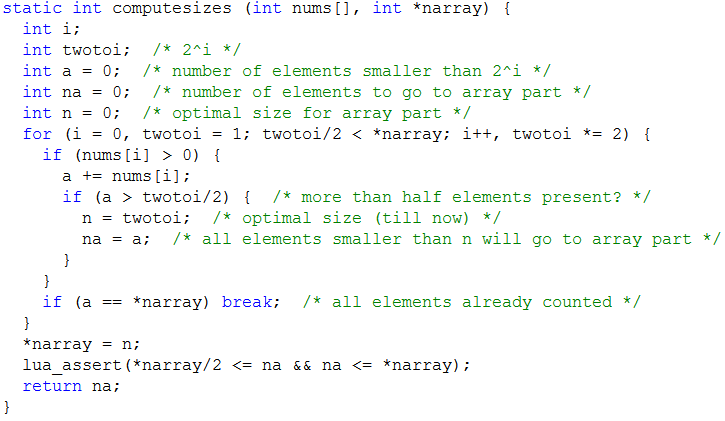 static int computesizes (int nums[], int *narray) {
  int i;
  int twotoi;  /* 2^i */
  int a = 0;  /* number of elements smaller than 2^i */
  int na = 0;  /* number of elements to go to array part */
  int n = 0;  /* optimal size for array part */
  for (i = 0, twotoi = 1; twotoi/2 < *narray; i++, twotoi *= 2) {
    if (nums[i] > 0) {
      a += nums[i];
      if (a > twotoi/2) {  /* more than half elements present? */
        n = twotoi;  /* optimal size (till now) */
        na = a;  /* all elements smaller than n will go to array part */
      }
    }
    if (a == *narray) break;  /* all elements already counted */
  }
  *narray = n;
  lua_assert(*narray/2 <= na && na <= *narray);
  return na;
}